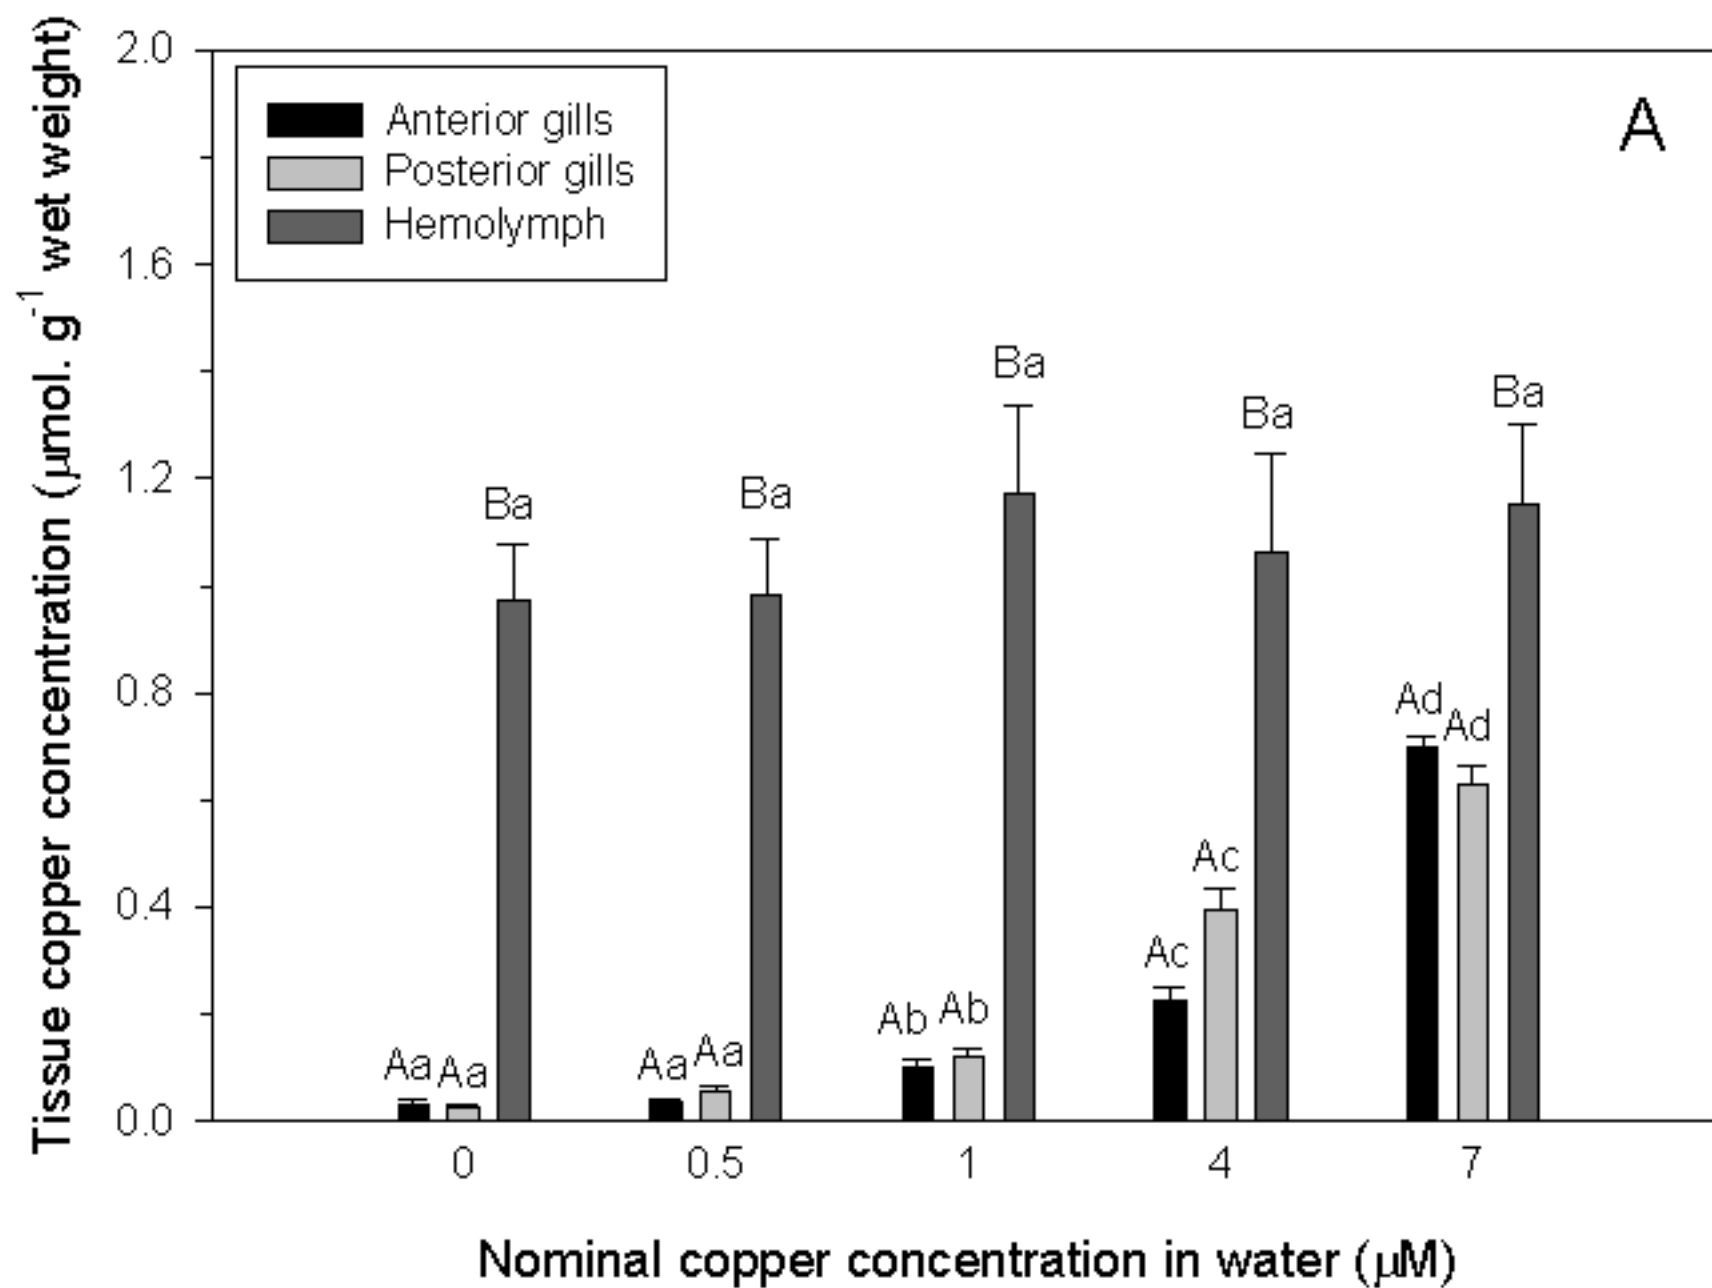 Tissue copper concentration (μmol. g⁻¹ wet weight)
2.0
1.6
1.2
0.8
0.4
0.0
Anterior gills
Posterior gills
Hemolymph
A
Aa Aa Ba
Aa Aa Ba
Ab Ab Ba
Ac Ac Ba
Ad Ad Ba
0 0.5 1 4 7
Nominal copper concentration in water (μM)